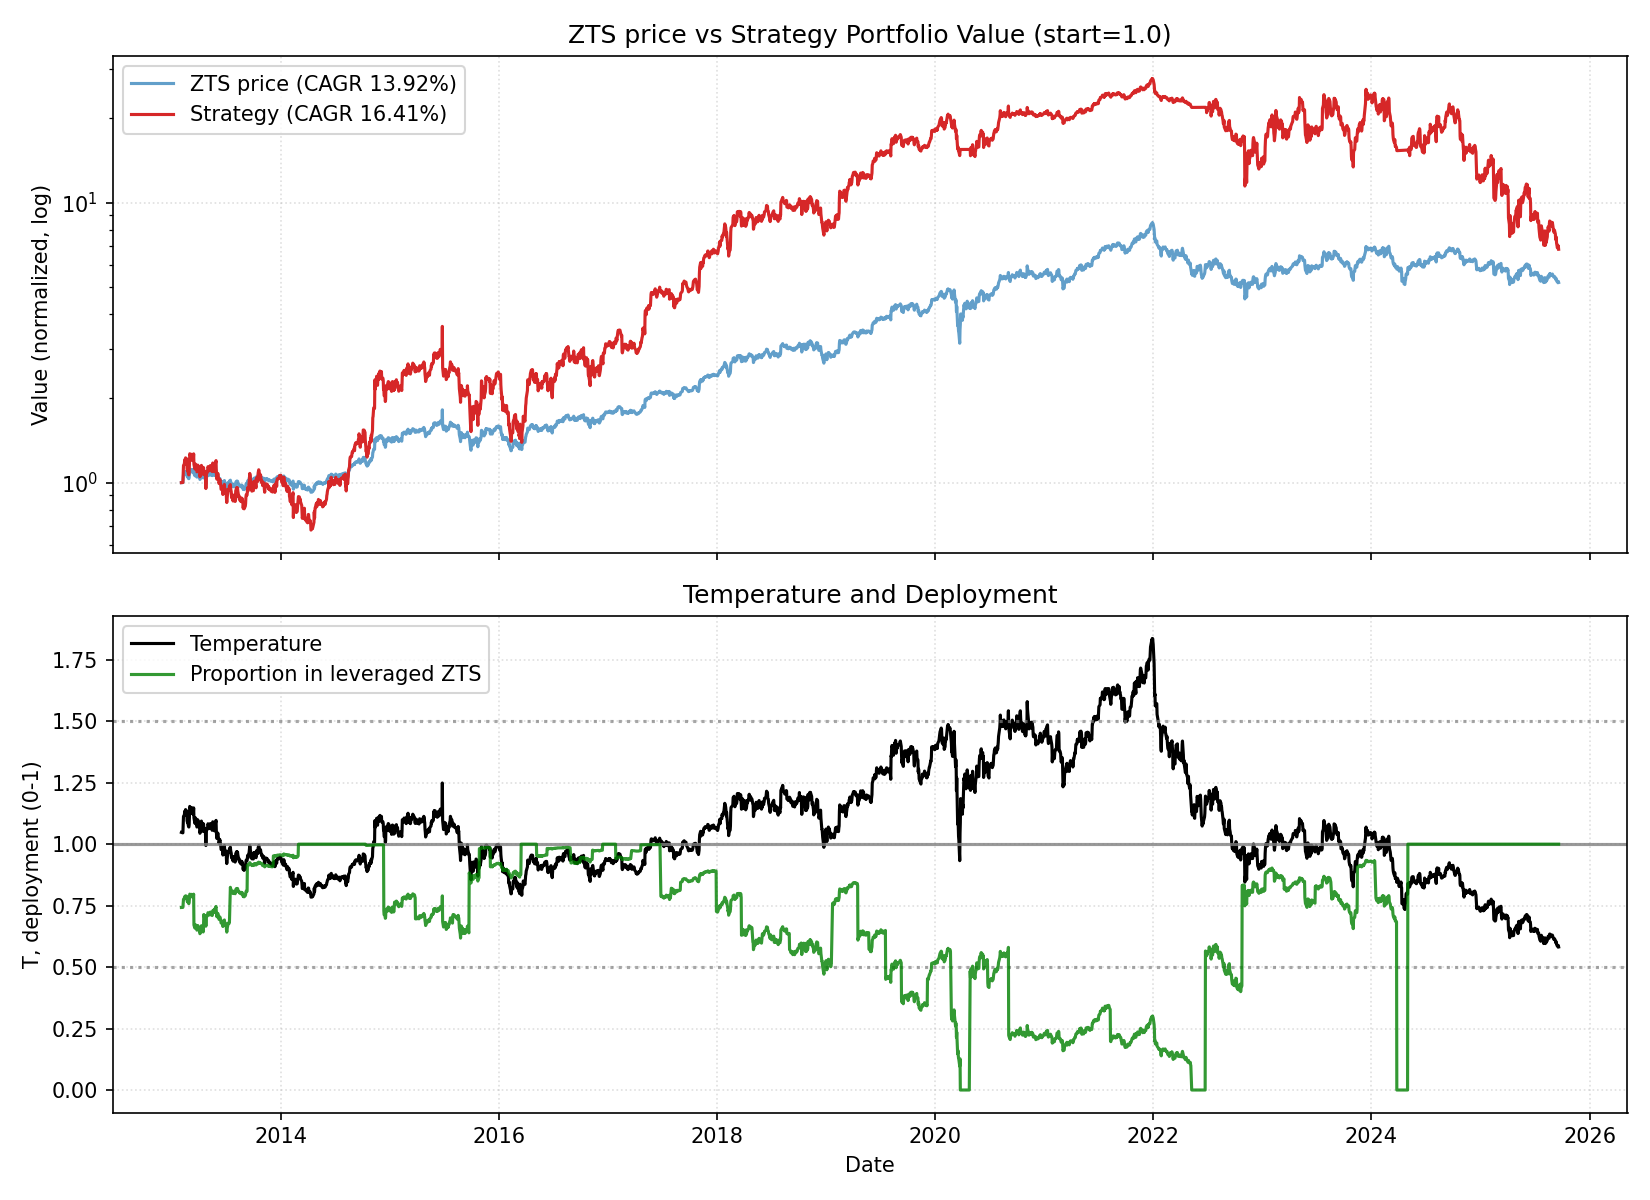 ZTS price vs Strategy Portfolio Value (start=1.0)
ZTS price (CAGR 13.92%)
Strategy (CAGR 16.41%)
Value (normalized, log)
10¹
10⁰
Temperature and Deployment
Temperature
Proportion in leveraged ZTS
T, deployment (0-1)
1.75
1.50
1.25
1.00
0.75
0.50
0.25
0.00
2014 2016 2018 2020 2022 2024 2026
Date